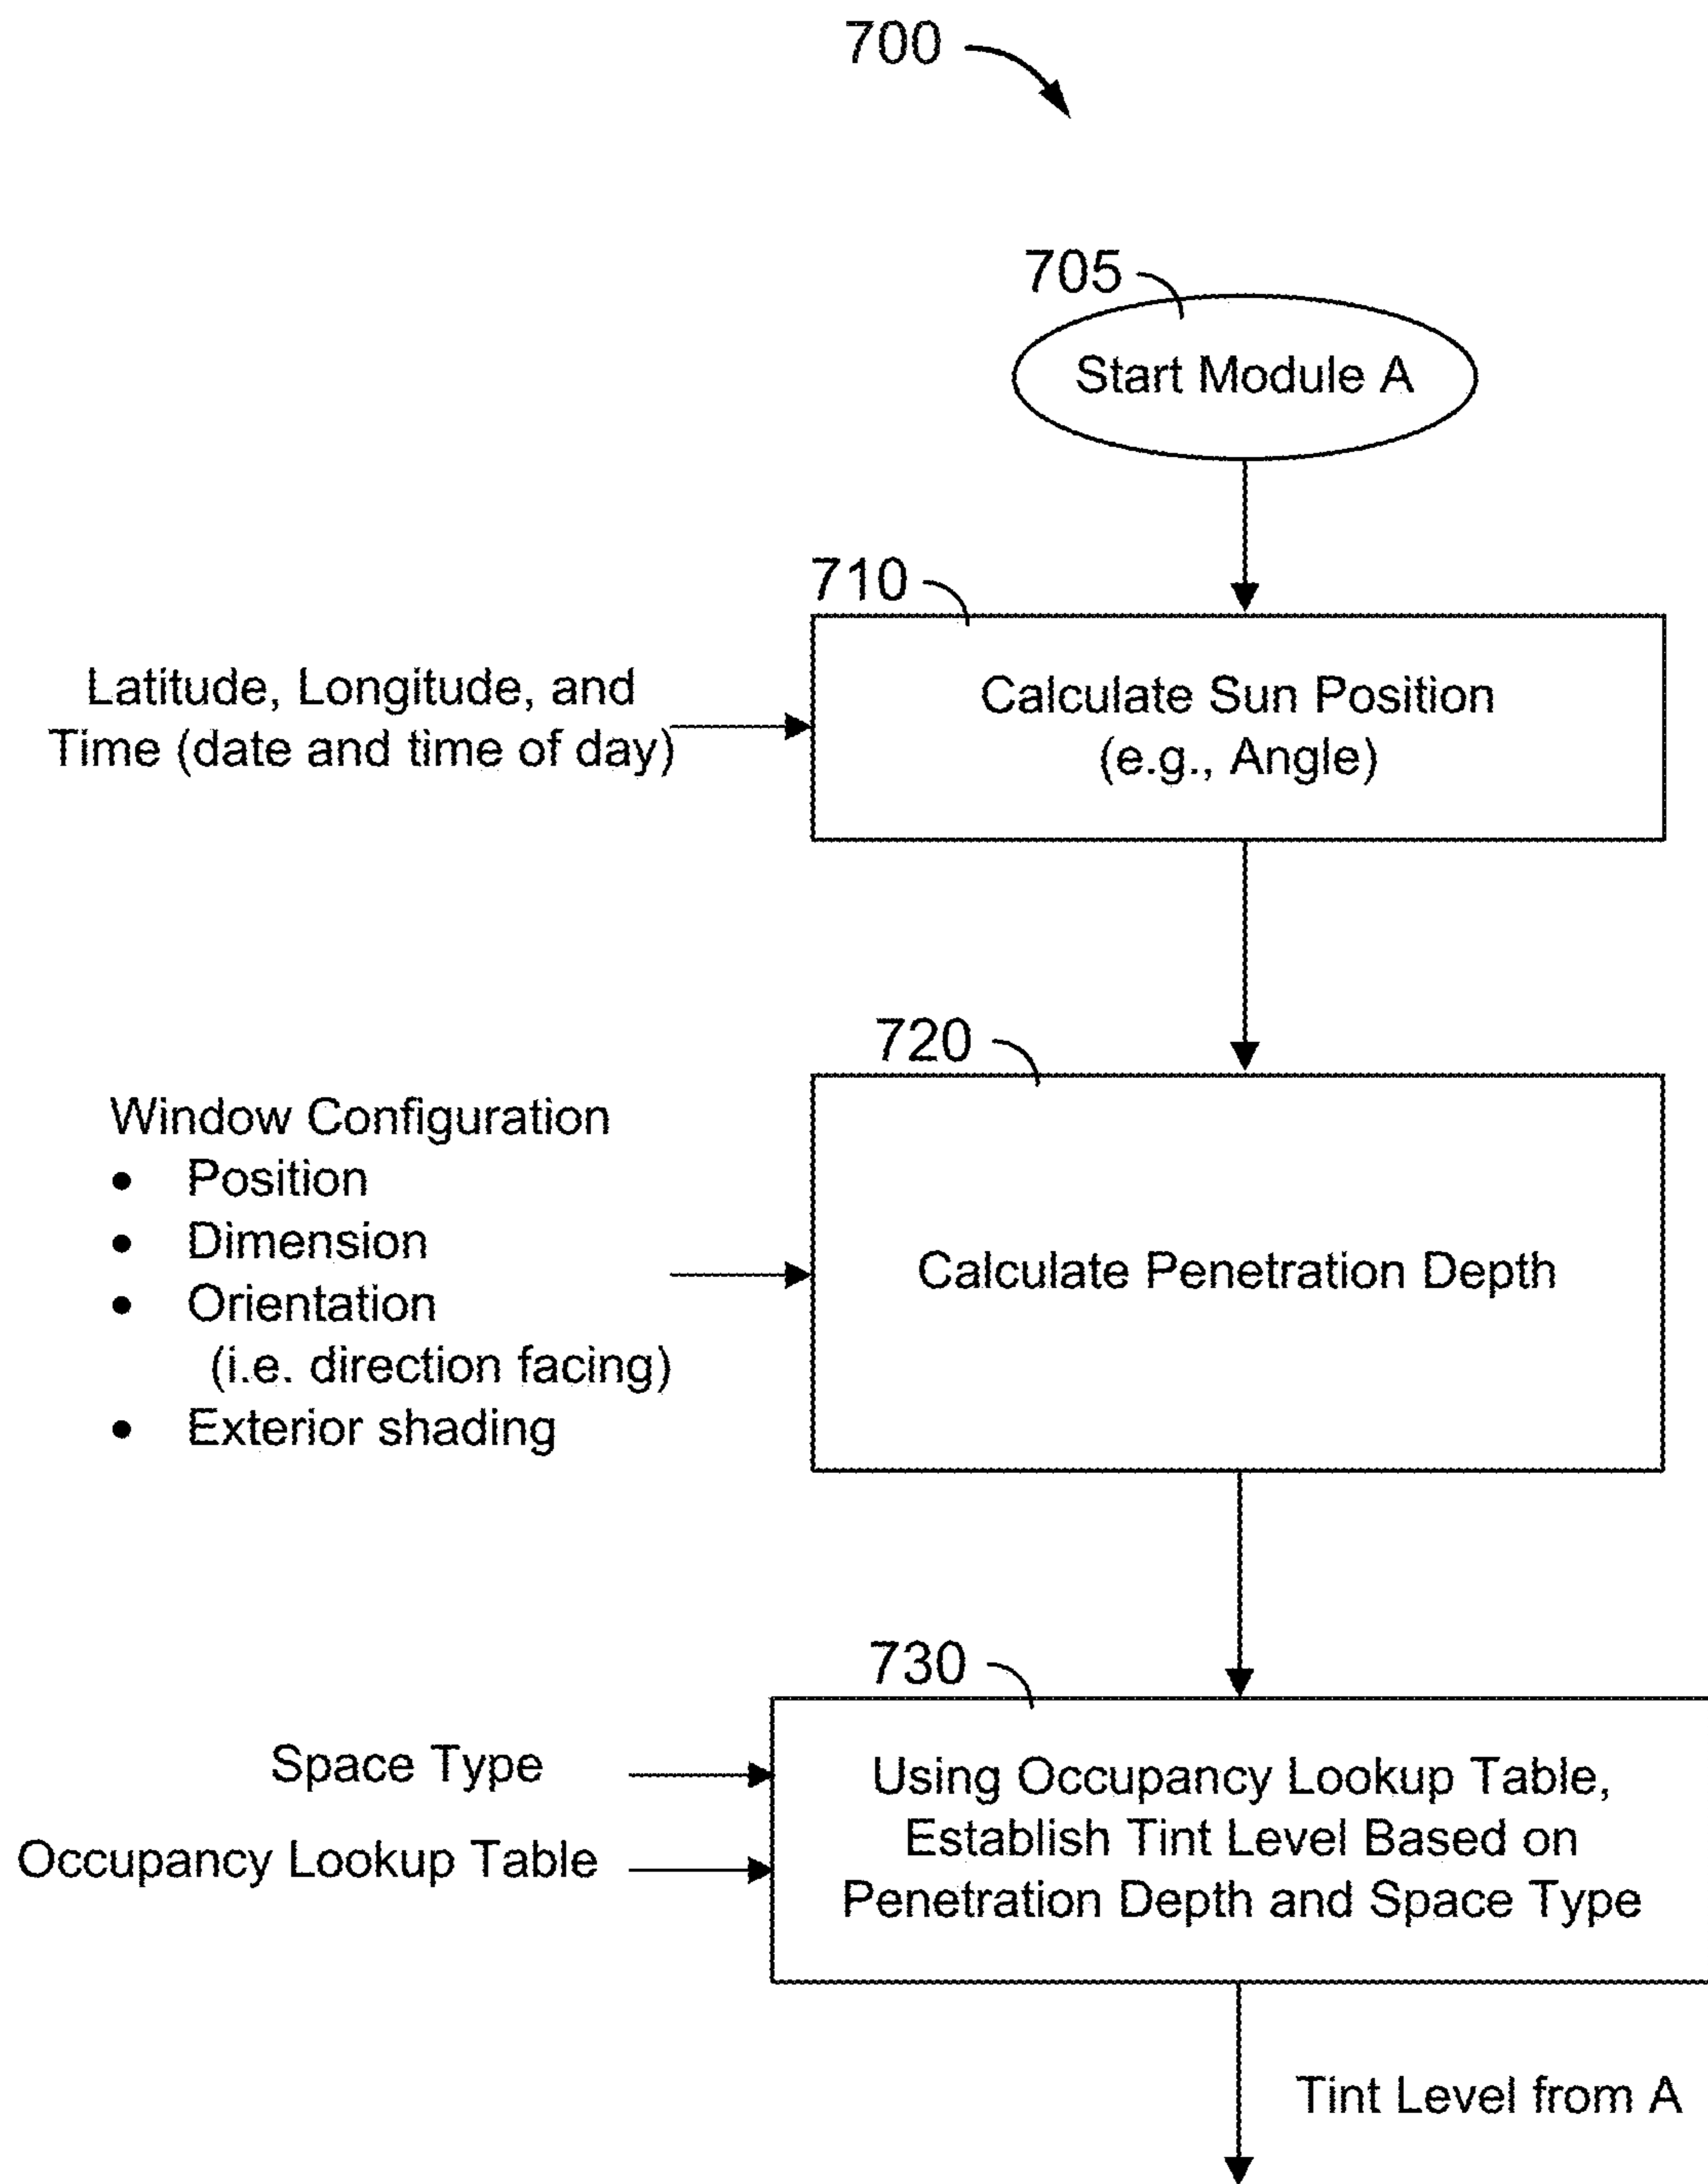 700
705
Start Module A
710
Latitude, Longitude, and
Time (date and time of day)
Calculate Sun Position
(e.g., Angle)
720
Window Configuration
• Position
• Dimension
• Orientation
(i.e. direction facing)
• Exterior shading
Calculate Penetration Depth
730
Space Type
Occupancy Lookup Table
Using Occupancy Lookup Table,
Establish Tint Level Based on
Penetration Depth and Space Type
Tint Level from A